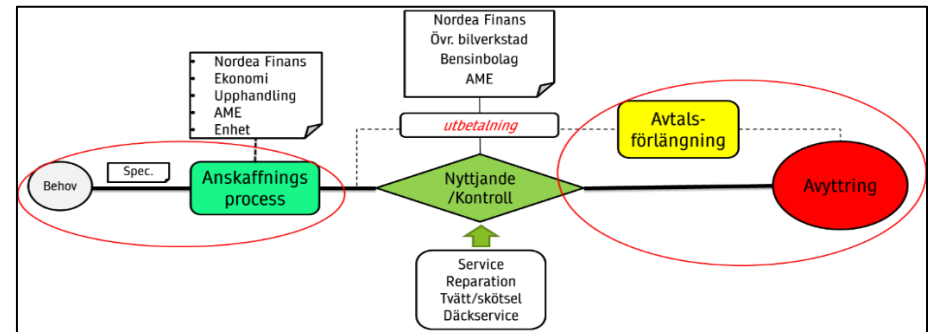 Nordea Finans
Ekonomi
Upphandling
AME
Enhet
Nordea Finans
Övr. bilverkstad
Bensinbolag
AME
utbetalning
Avtals-
förlängning
Behov
Spec.
Anskaffnings
process
Nyttjande
/Kontroll
Avyttring
Service
Reparation
Tvätt/skötsel
Däckservice